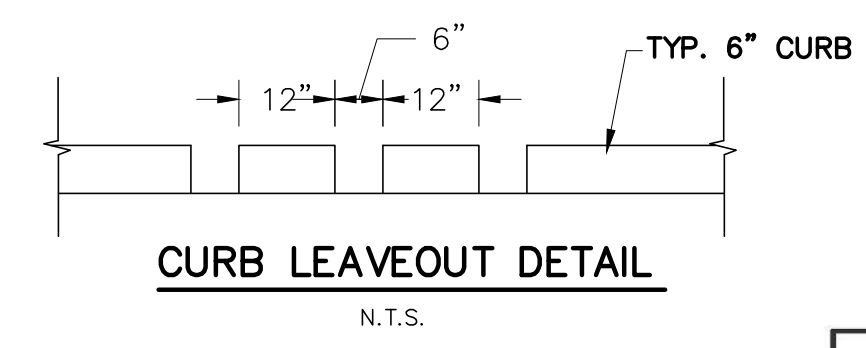 6"
TYP. 6" CURB
12"
12"
CURB LEAVEOUT DETAIL
N.T.S.